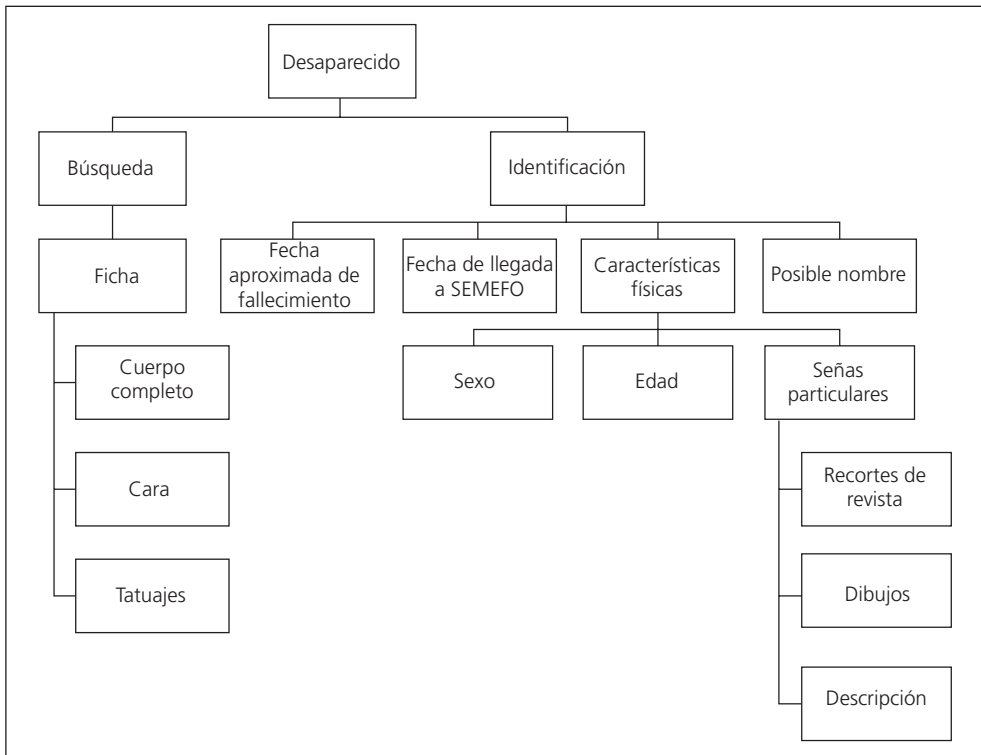 Desaparecido
Búsqueda
Identificación
Ficha
Fecha
aproximada de
fallecimiento
Fecha de llegada
a SEMEFO
Características
físicas
Posible nombre
Cuerpo
completo
Sexo
Edad
Señas
particulares
Cara
Recortes de
revista
Tatuajes
Dibujos
Descripción